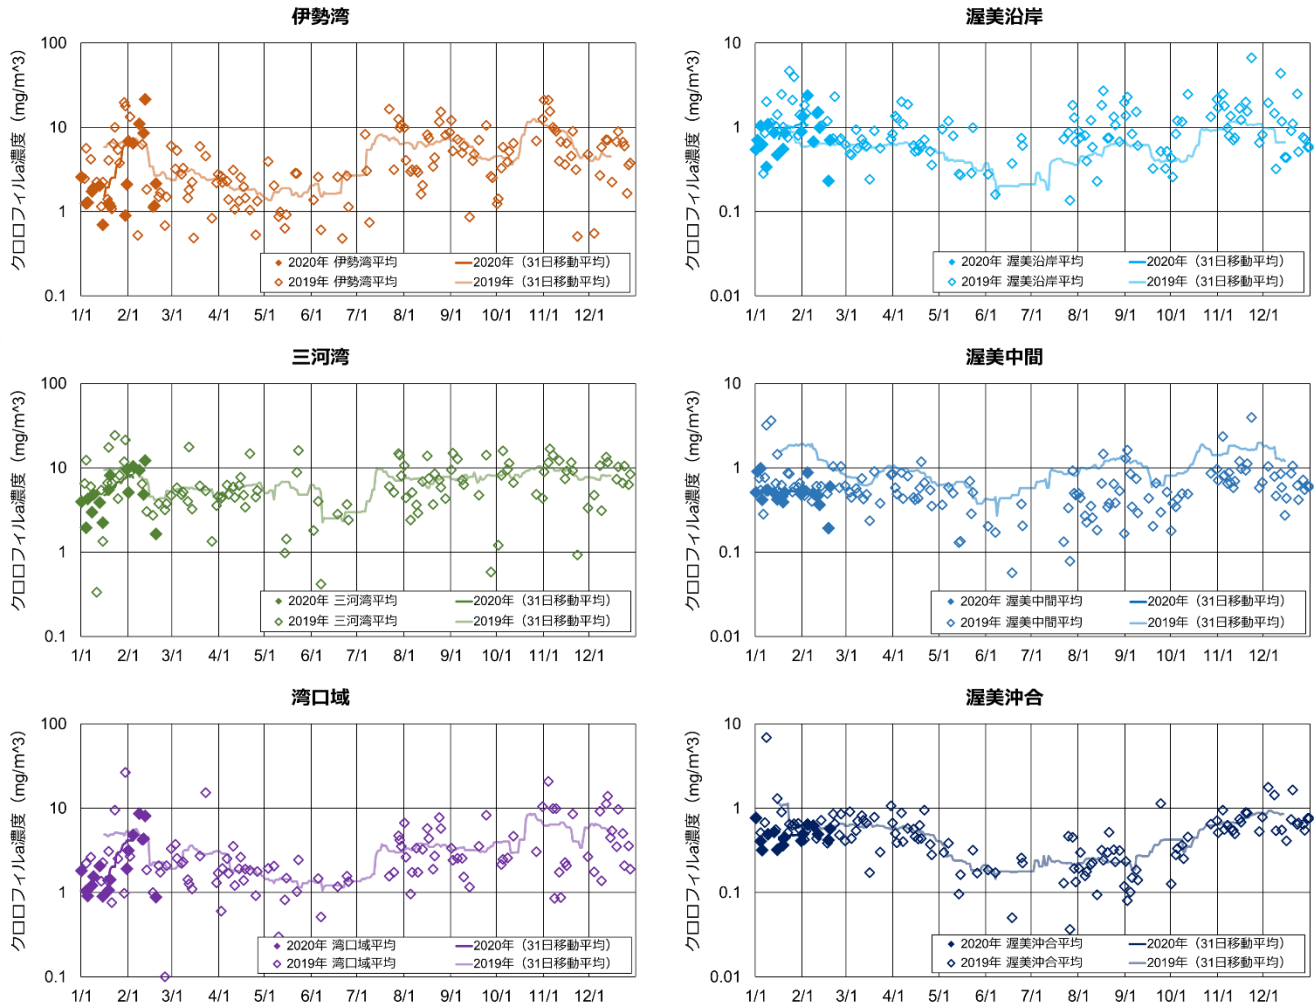 伊勢湾
クロロフィルa濃度（mg/m^3）
100
10
1
0.1
1/1 2/1 3/1 4/1 5/1 6/1 7/1 8/1 9/1 10/1 11/1 12/1
2020年 伊勢湾平均 2020年（31日移動平均）
2019年 伊勢湾平均 2019年（31日移動平均）
渥美沿岸
クロロフィルa濃度（mg/m^3）
10
1
0.1
0.01
1/1 2/1 3/1 4/1 5/1 6/1 7/1 8/1 9/1 10/1 11/1 12/1
2020年 渥美沿岸平均 2020年（31日移動平均）
2019年 渥美沿岸平均 2019年（31日移動平均）
三河湾
クロロフィルa濃度（mg/m^3）
100
10
1
0.1
1/1 2/1 3/1 4/1 5/1 6/1 7/1 8/1 9/1 10/1 11/1 12/1
2020年 三河湾平均 2020年（31日移動平均）
2019年 三河湾平均 2019年（31日移動平均）
渥美中間
クロロフィルa濃度（mg/m^3）
10
1
0.1
0.01
1/1 2/1 3/1 4/1 5/1 6/1 7/1 8/1 9/1 10/1 11/1 12/1
2020年 渥美中間平均 2020年（31日移動平均）
2019年 渥美中間平均 2019年（31日移動平均）
湾口域
クロロフィルa濃度（mg/m^3）
100
10
1
0.1
1/1 2/1 3/1 4/1 5/1 6/1 7/1 8/1 9/1 10/1 11/1 12/1
2020年 湾口域平均 2020年（31日移動平均）
2019年 湾口域平均 2019年（31日移動平均）
渥美沖合
クロロフィルa濃度（mg/m^3）
10
1
0.1
0.01
1/1 2/1 3/1 4/1 5/1 6/1 7/1 8/1 9/1 10/1 11/1 12/1
2020年 渥美沖合平均 2020年（31日移動平均）
2019年 渥美沖合平均 2019年（31日移動平均）